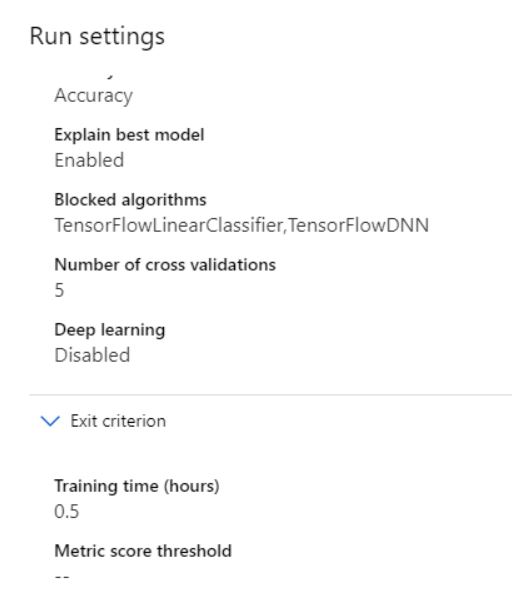 Run settings
Accuracy
Explain best model
Enabled
Blocked algorithms
TensorFlowLinearClassifier,TensorFlowDNN
Number of cross validations
5
Deep learning
Disabled
Exit criterion
Training time (hours)
0.5
Metric score threshold
--